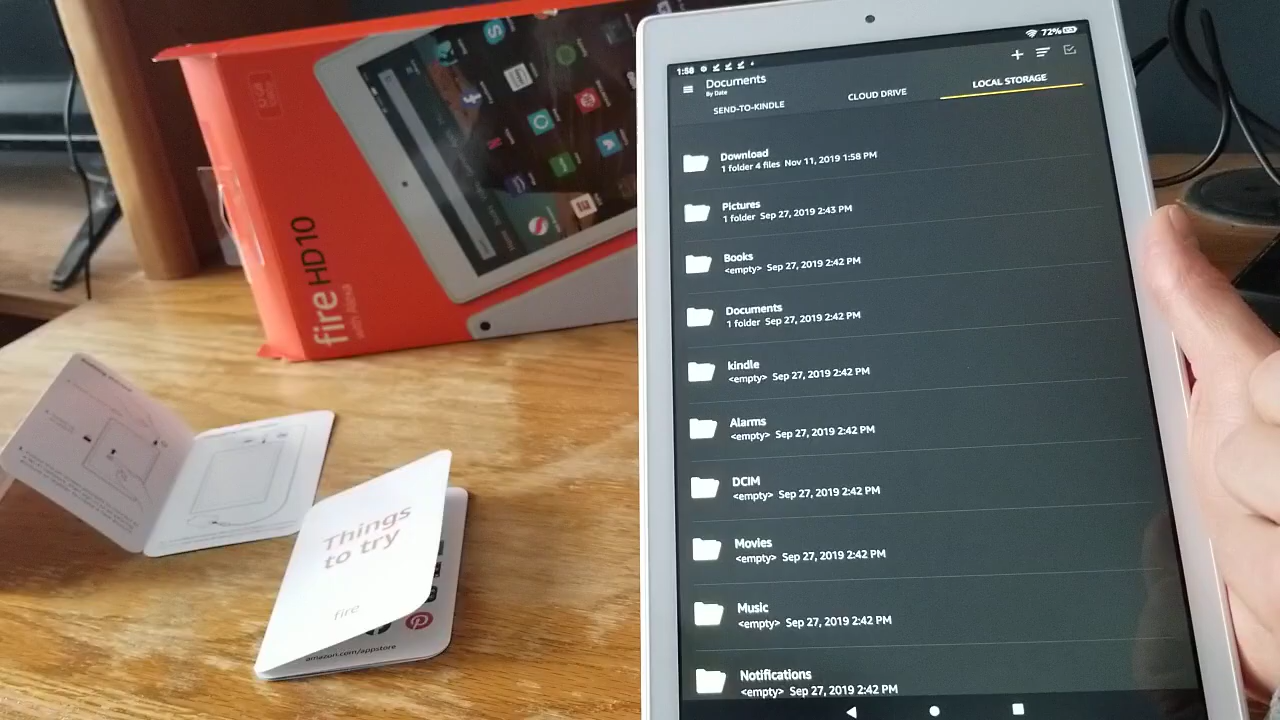 fire HD10
with Alexa
Things
to try
fire
amazon.com/appstore
1:58
72%
Documents
By Date
SEND-TO-KINDLE
CLOUD DRIVE
LOCAL STORAGE
Download
1 folder 4 files Nov 11, 2019 1:58 PM
Pictures
1 folder Sep 27, 2019 2:43 PM
Books
<empty> Sep 27, 2019 2:42 PM
Documents
1 folder Sep 27, 2019 2:42 PM
kindle
<empty> Sep 27, 2019 2:42 PM
Alarms
<empty> Sep 27, 2019 2:42 PM
DCIM
<empty> Sep 27, 2019 2:42 PM
Movies
<empty> Sep 27, 2019 2:42 PM
Music
<empty> Sep 27, 2019 2:42 PM
Notifications
<empty> Sep 27, 2019 2:42 PM